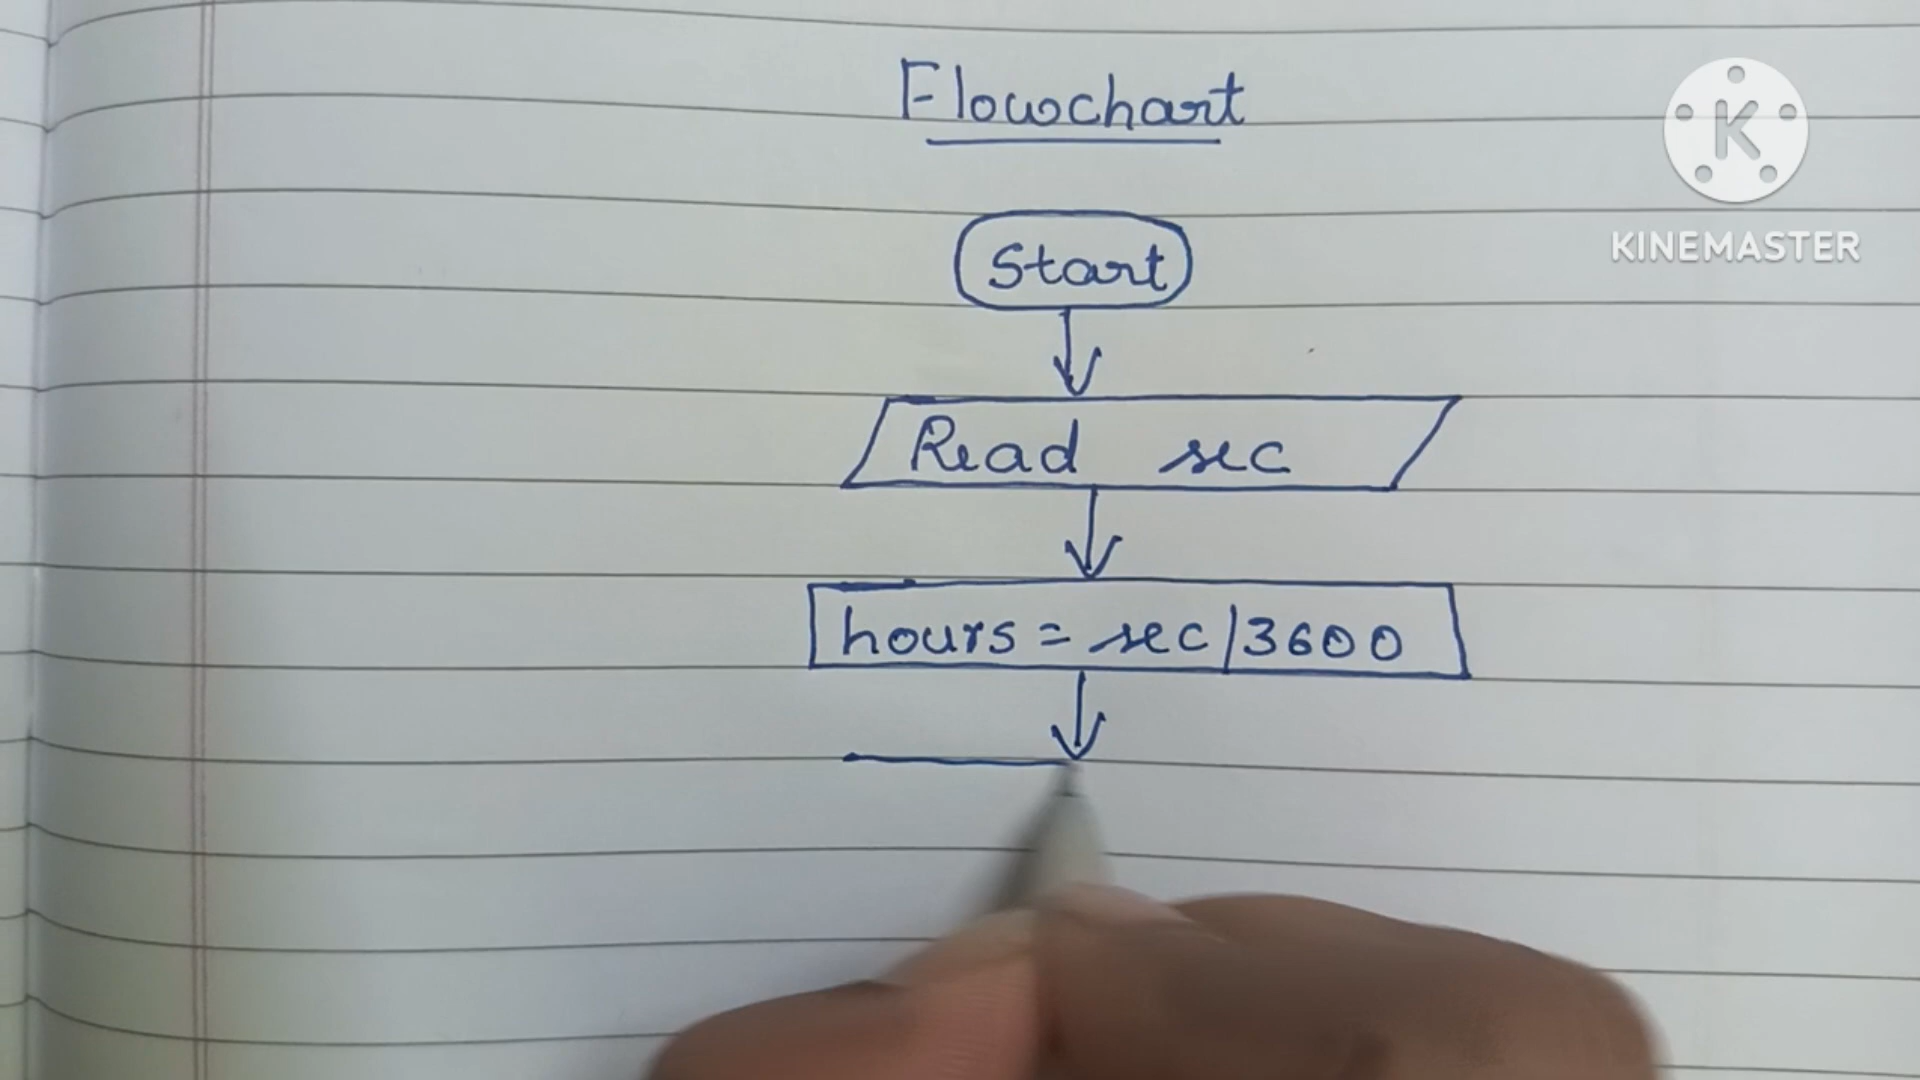 Flowchart
K
KINEMASTER
Start
Read sec
hours = sec/3600